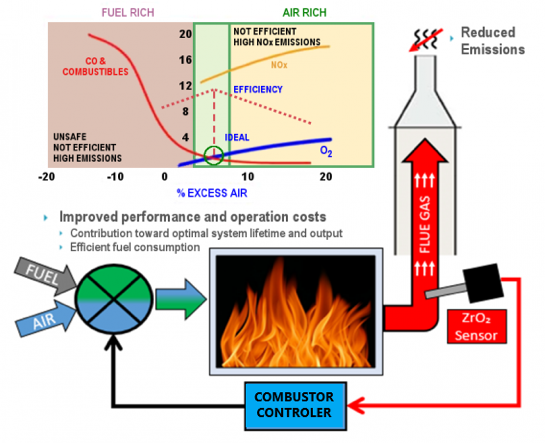 FUEL RICH
AIR RICH
20
16
12
8
4
CO &
COMBUSTIBLES
NOT EFFICIENT
HIGH NOx EMISSIONS
NOx
EFFICIENCY
IDEAL
O2
UNSAFE
NOT EFFICIENT
HIGH EMISSIONS
-20
-10
0
10
20
% EXCESS AIR
Reduced
Emissions
Improved performance and operation costs
Contribution toward optimal system lifetime and output
Efficient fuel consumption
FUEL
AIR
FLUE GAS
ZrO2
Sensor
COMBUSTOR
CONTROLER